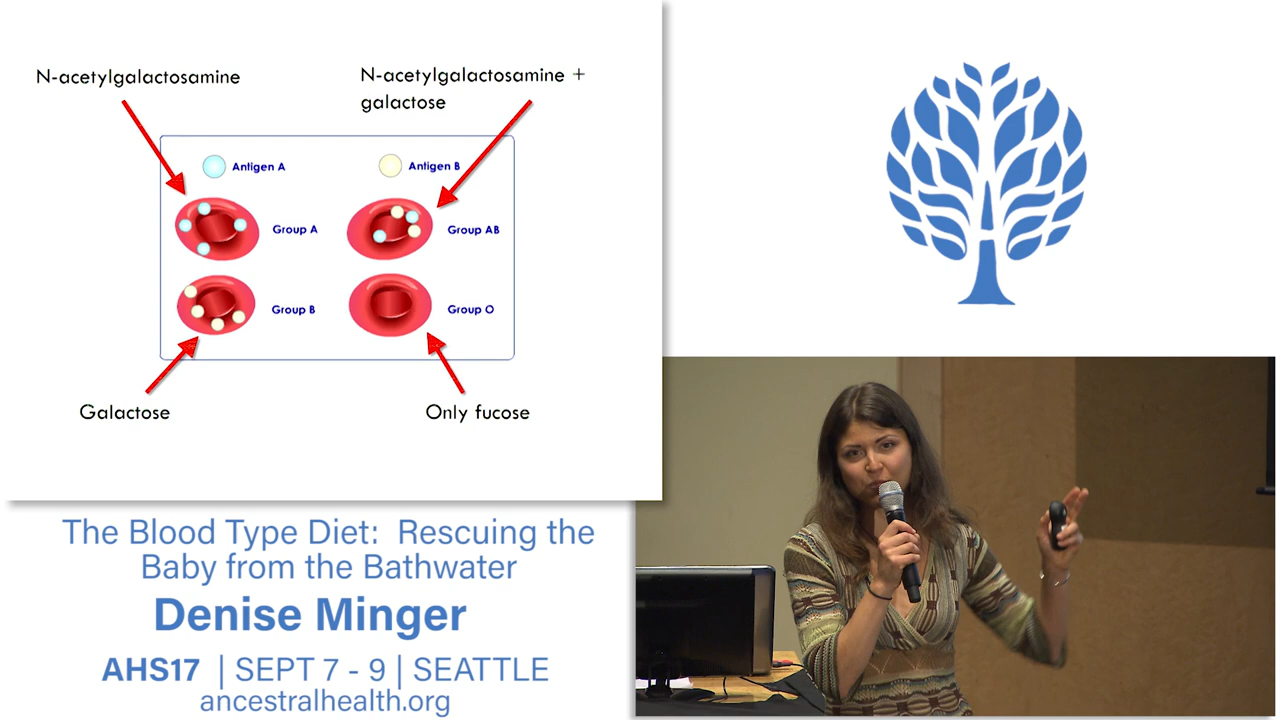 N-acetylgalactosamine
N-acetylgalactosamine +
galactose
Antigen A
Antigen B
Group A
Group AB
Group B
Group O
Galactose
Only fucose
The Blood Type Diet: Rescuing the
Baby from the Bathwater
Denise Minger
AHS17 | SEPT 7 - 9 | SEATTLE
ancestralhealth.org